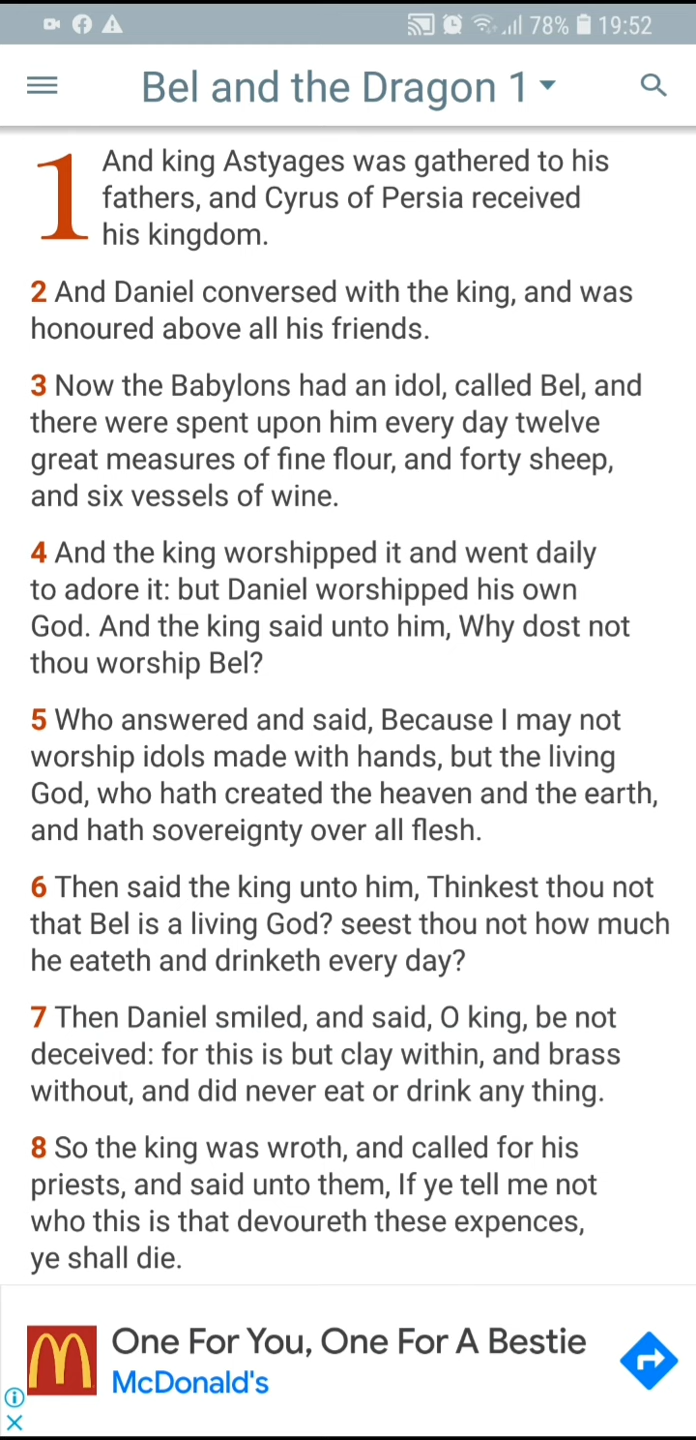 78% 19:52
Bel and the Dragon 1
1 And king Astyages was gathered to his
fathers, and Cyrus of Persia received
his kingdom.
2 And Daniel conversed with the king, and was
honoured above all his friends.
3 Now the Babylons had an idol, called Bel, and
there were spent upon him every day twelve
great measures of fine flour, and forty sheep,
and six vessels of wine.
4 And the king worshipped it and went daily
to adore it: but Daniel worshipped his own
God. And the king said unto him, Why dost not
thou worship Bel?
5 Who answered and said, Because I may not
worship idols made with hands, but the living
God, who hath created the heaven and the earth,
and hath sovereignty over all flesh.
6 Then said the king unto him, Thinkest thou not
that Bel is a living God? seest thou not how much
he eateth and drinketh every day?
7 Then Daniel smiled, and said, O king, be not
deceived: for this is but clay within, and brass
without, and did never eat or drink any thing.
8 So the king was wroth, and called for his
priests, and said unto them, If ye tell me not
who this is that devoureth these expences,
ye shall die.
One For You, One For A Bestie
McDonald's